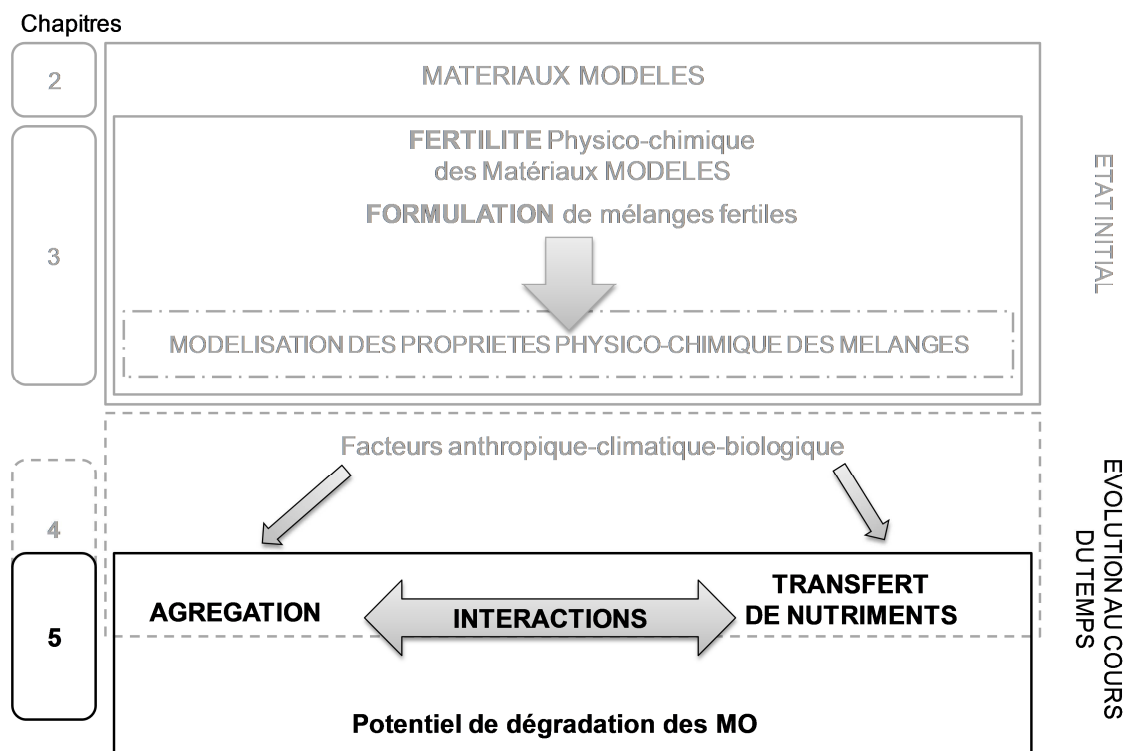 Chapitres
2
MATERIAUX MODELES
3
FERTILITE Physico-chimique
des Matériaux MODELES
FORMULATION de mélanges fertiles
MODELISATION DES PROPRIETES PHYSICO-CHIMIQUE DES MELANGES
ETAT INITIAL
Facteurs anthropique-climatique-biologique
4
5
AGREGATION
INTERACTIONS
TRANSFERT
DE NUTRIMENTS
Potentiel de dégradation des MO
EVOLUTION AU COURS
DU TEMPS